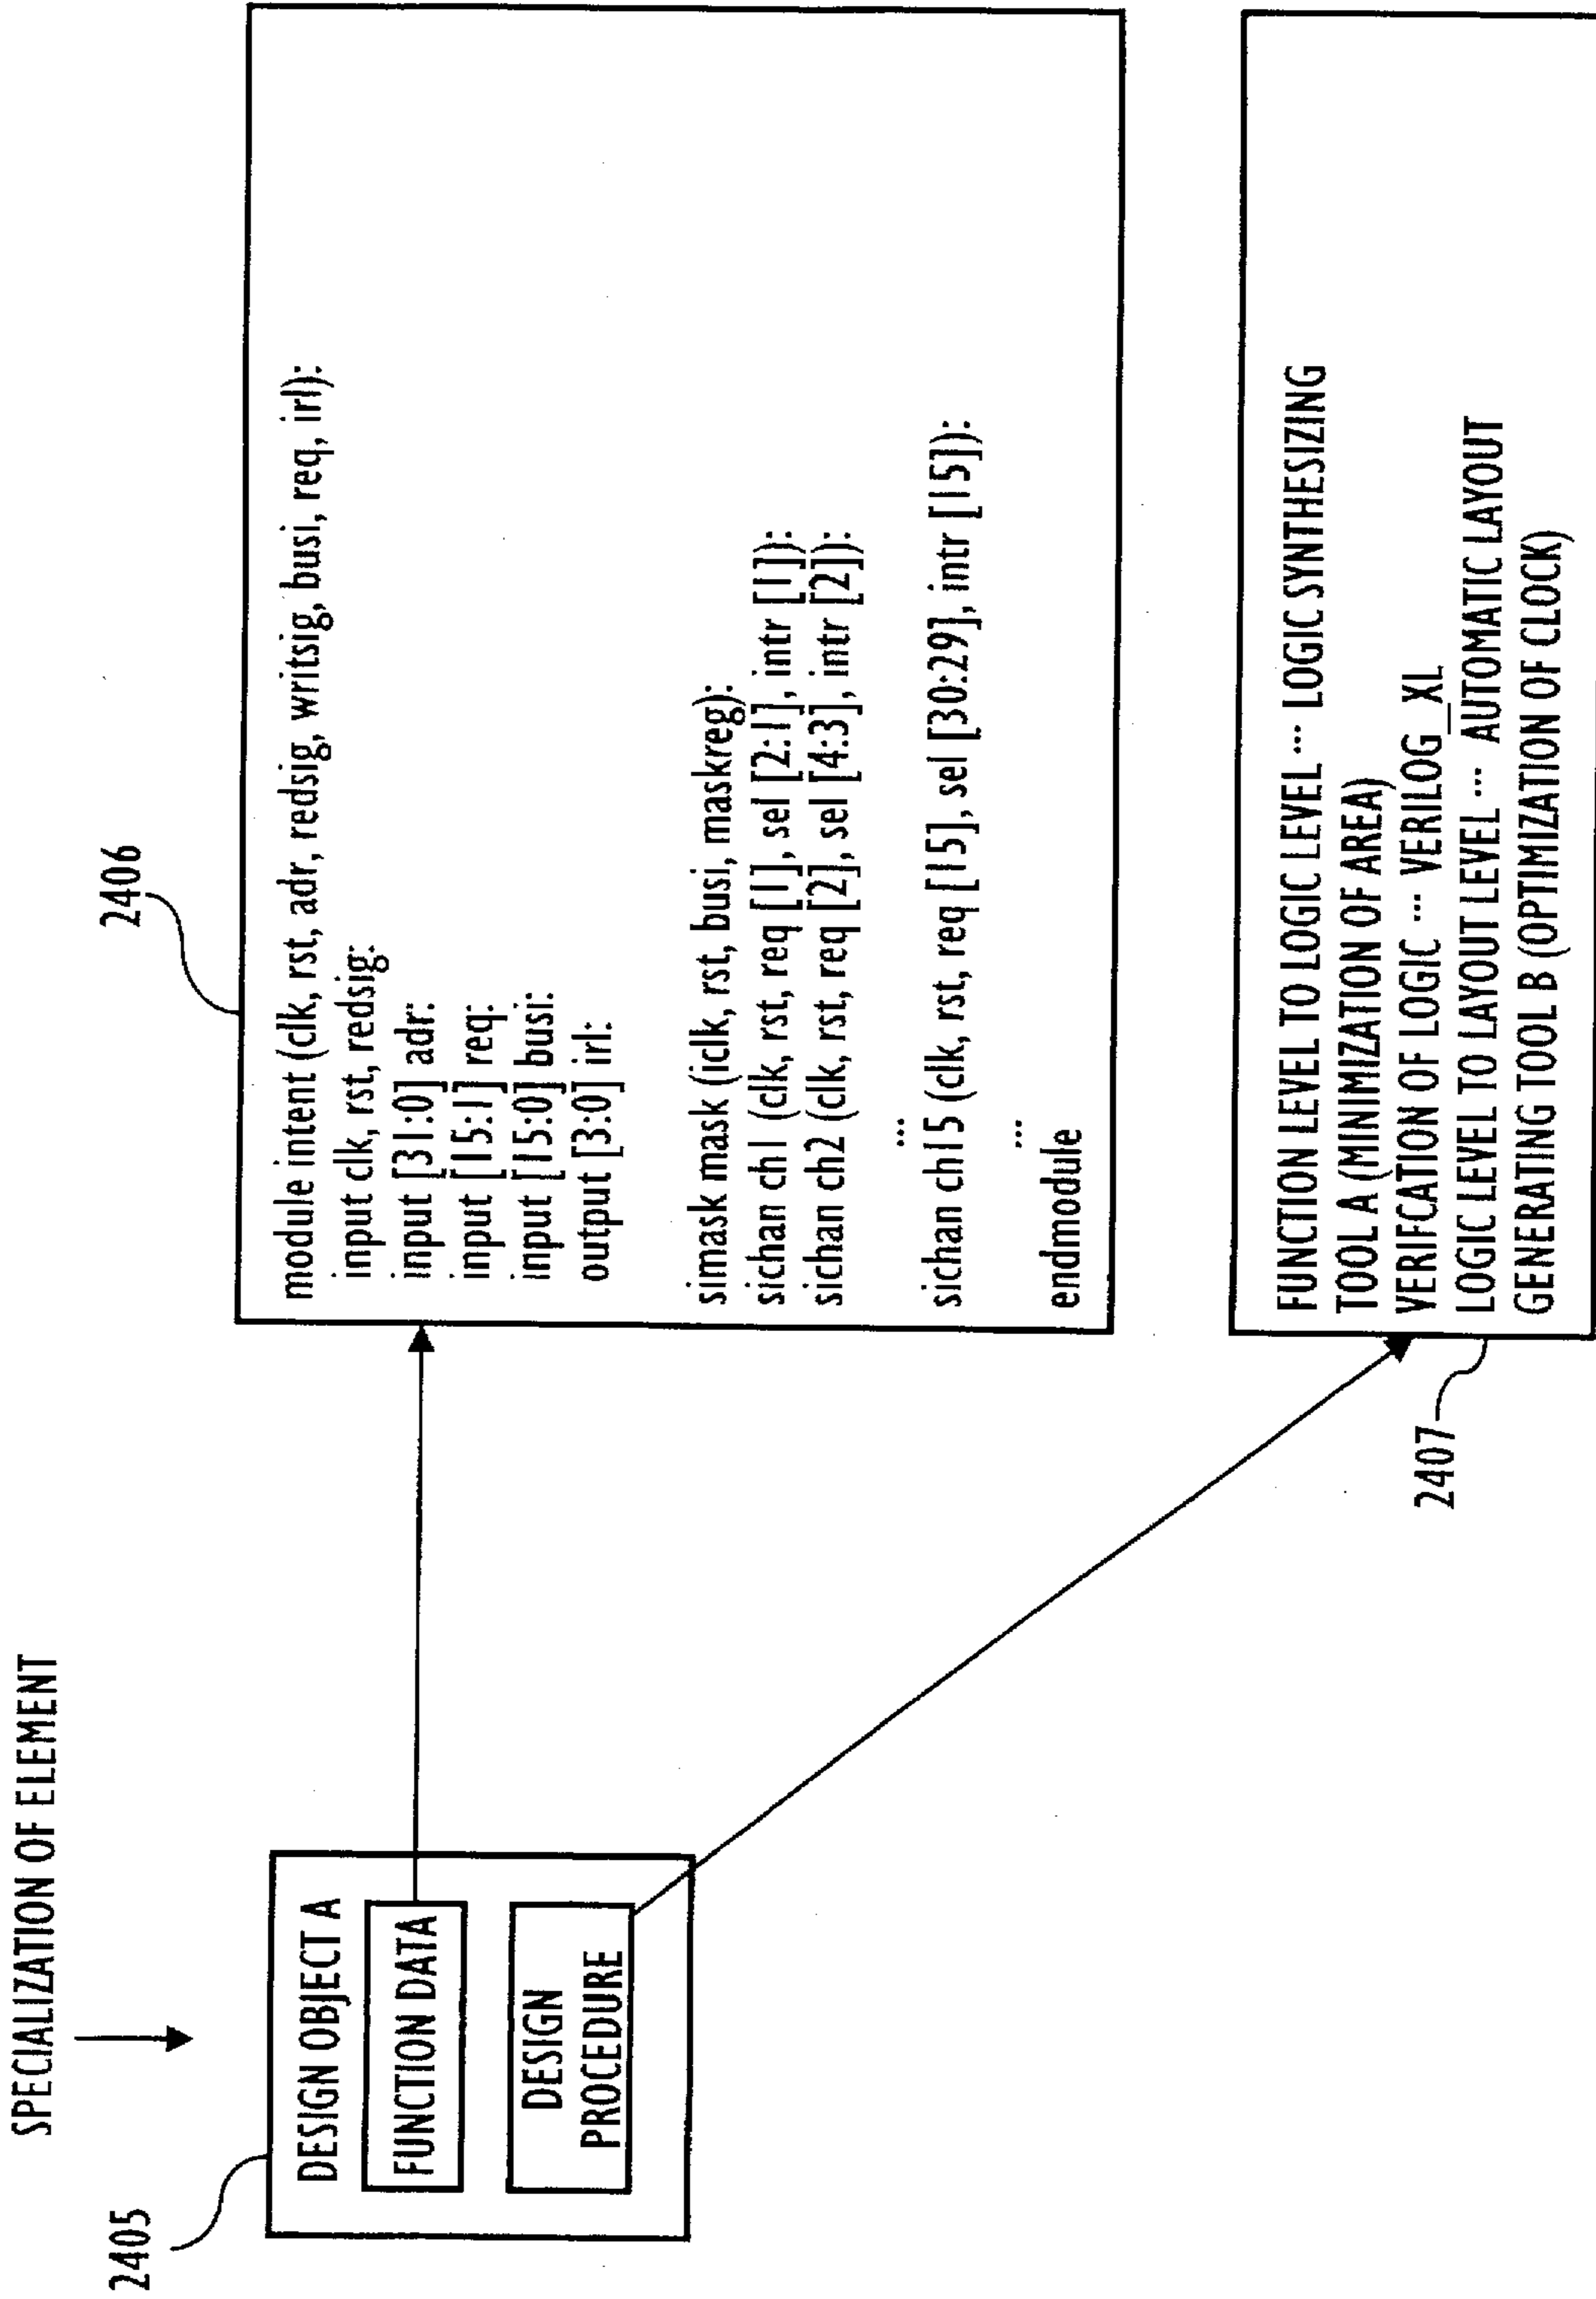 SPECIALIZATION OF ELEMENT
2405
DESIGN OBJECT A
FUNCTION DATA
DESIGN
PROCEDURE
2406
module intent (clk, rst, adr, redsig, writsig, busi, req, irl):
input clk, rst, redsig:
input [31:0] adr:
input [15:1] req:
input [15:0] busi:
output [3:0] irl:
simask mask (iclk, rst, busi, maskreg):
sichan ch1 (clk, rst, req [1], sel [2:1], intr [1]):
sichan ch2 (clk, rst, req [2], sel [4:3], intr [2]):
...
sichan ch15 (clk, rst, req [15], sel [30:29], intr [15]):
...
endmodule
2407
FUNCTION LEVEL TO LOGIC LEVEL ... LOGIC SYNTHESIZING
TOOL A (MINIMIZATION OF AREA)
VERIFCATION OF LOGIC ... VERILOG_XL
LOGIC LEVEL TO LAYOUT LEVEL ... AUTOMATIC LAYOUT
GENERATING TOOL B (OPTIMIZATION OF CLOCK)